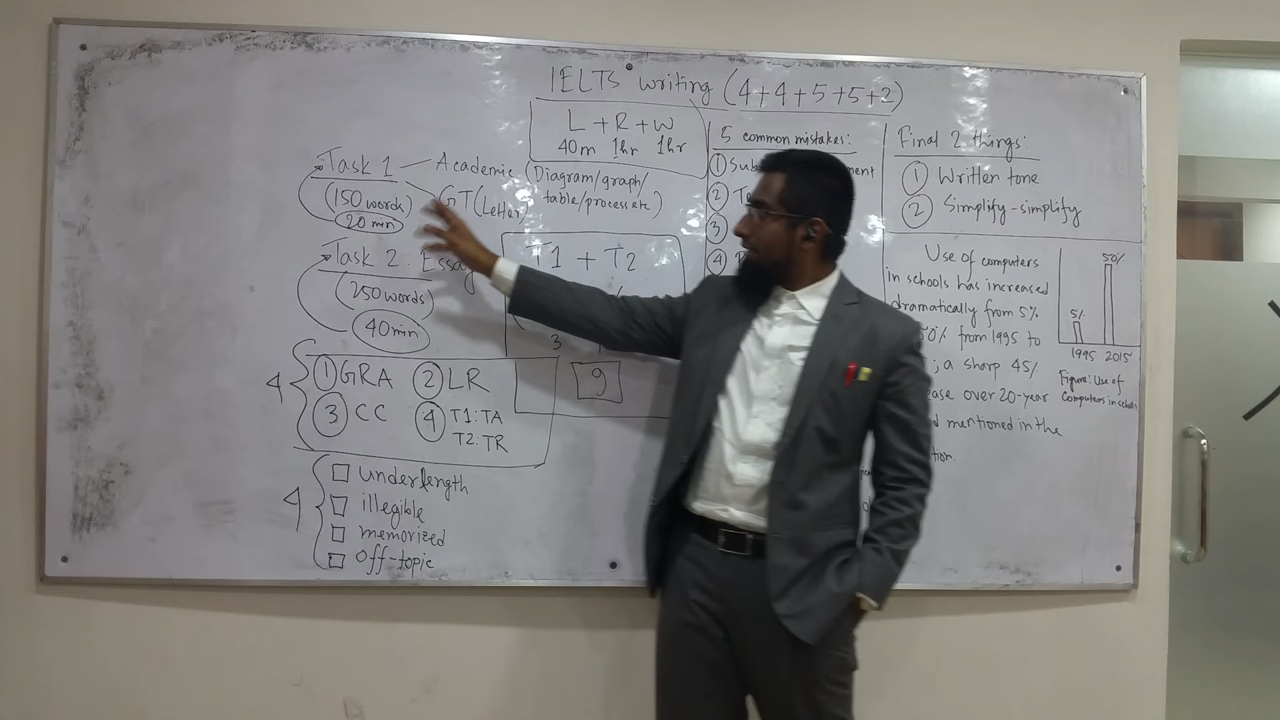 IELTS writing (4+4+5+5+2)
L + R + W
40m 1hr 1hr
Task 1
Academic (Diagram/graph/
table/process etc)
GT (Letter)
150 words
20 min
Task 2: Essay
250 words
40 min
T1 + T2
3
9
4
① GRA ② LR
③ CC ④ T1: TA
T2: TR
4
underlength
illegible
memorized
Off-topic
5 common mistakes:
①
②
③
④
Final 2 things:
① Written tone
② Simplify-simplify
Use of computers
in schools has increased
dramatically from 5%
50% from 1995 to
; a sharp 45%
over 20-year
mentioned in the
5%
50%
1995 2015
Figure: Use of
Computers in schools